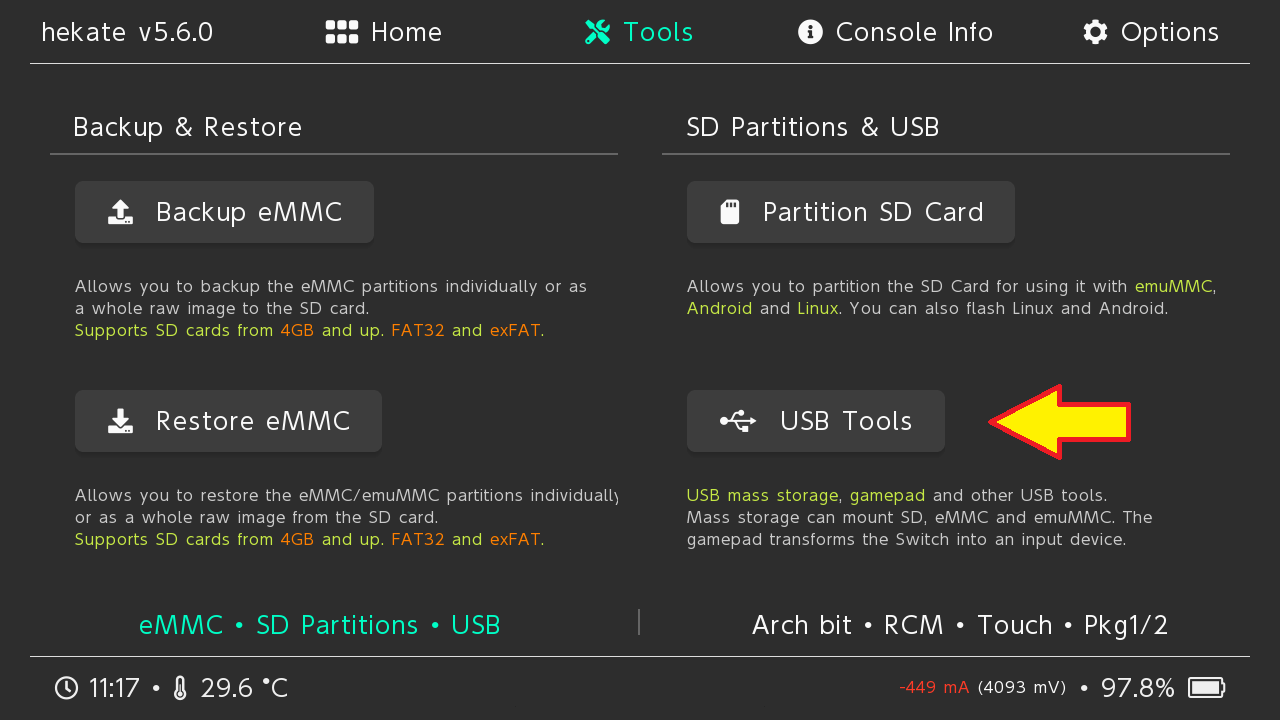 hekate v5.6.0 Home Tools Console Info Options
Backup & Restore
Backup eMMC
Allows you to backup the eMMC partitions individually or as
a whole raw image to the SD card.
Supports SD cards from 4GB and up. FAT32 and exFAT.
Restore eMMC
Allows you to restore the eMMC/emuMMC partitions individually
or as a whole raw image from the SD card.
Supports SD cards from 4GB and up. FAT32 and exFAT.
SD Partitions & USB
Partition SD Card
Allows you to partition the SD Card for using it with emuMMC,
Android and Linux. You can also flash Linux and Android.
USB Tools
USB mass storage, gamepad and other USB tools.
Mass storage can mount SD, eMMC and emuMMC. The
gamepad transforms the Switch into an input device.
eMMC • SD Partitions • USB
Arch bit • RCM • Touch • Pkg1/2
11:17 • 29.6 °C
-449 mA (4093 mV) • 97.8%